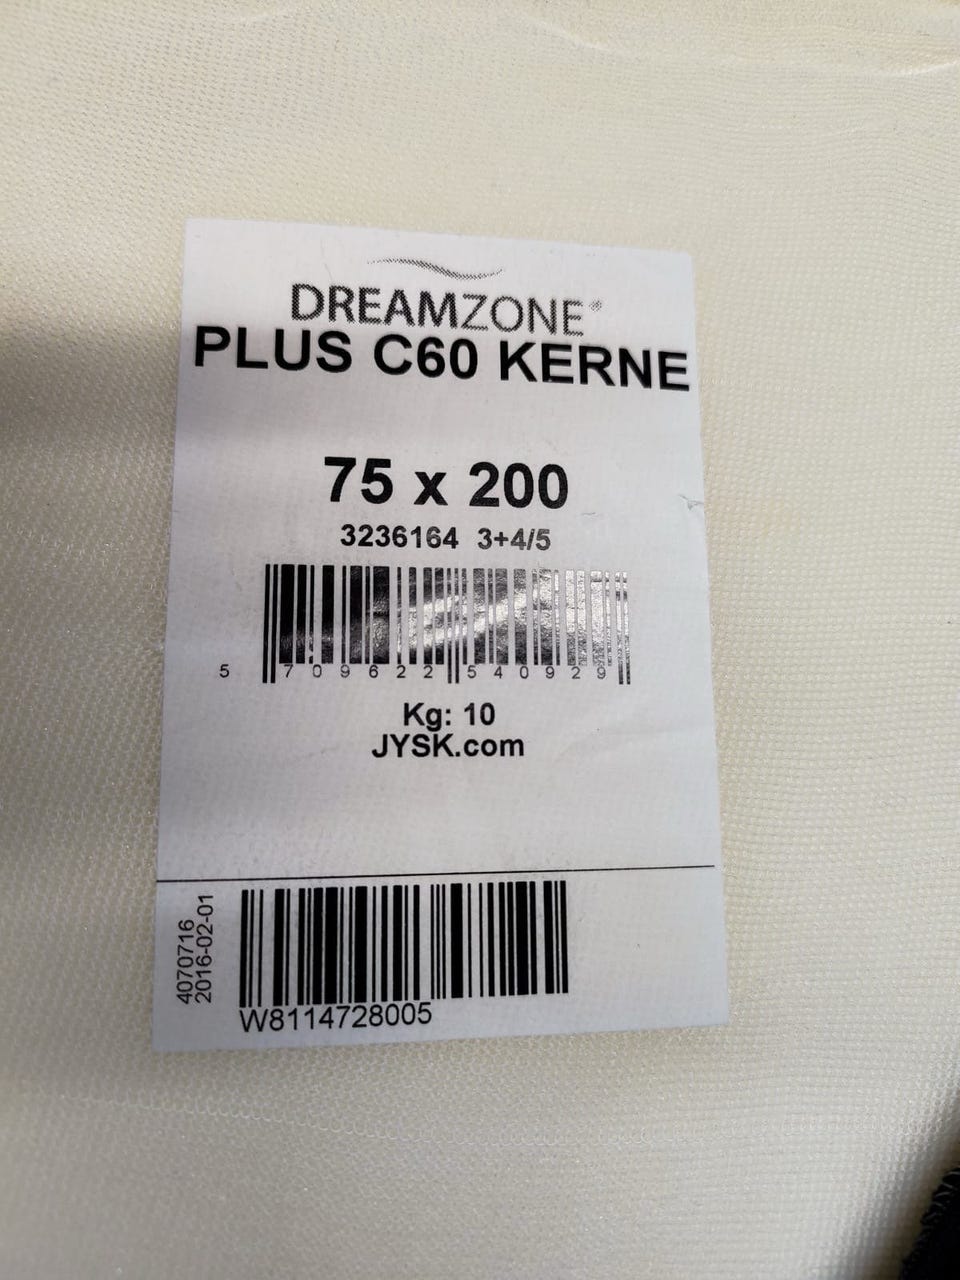 DREAMZONE®
PLUS C60 KERNE
75 x 200
3236164 3+4/5
5 709622 540929
Kg: 10
JYSK.com
4070716
2016-02-01
W8114728005